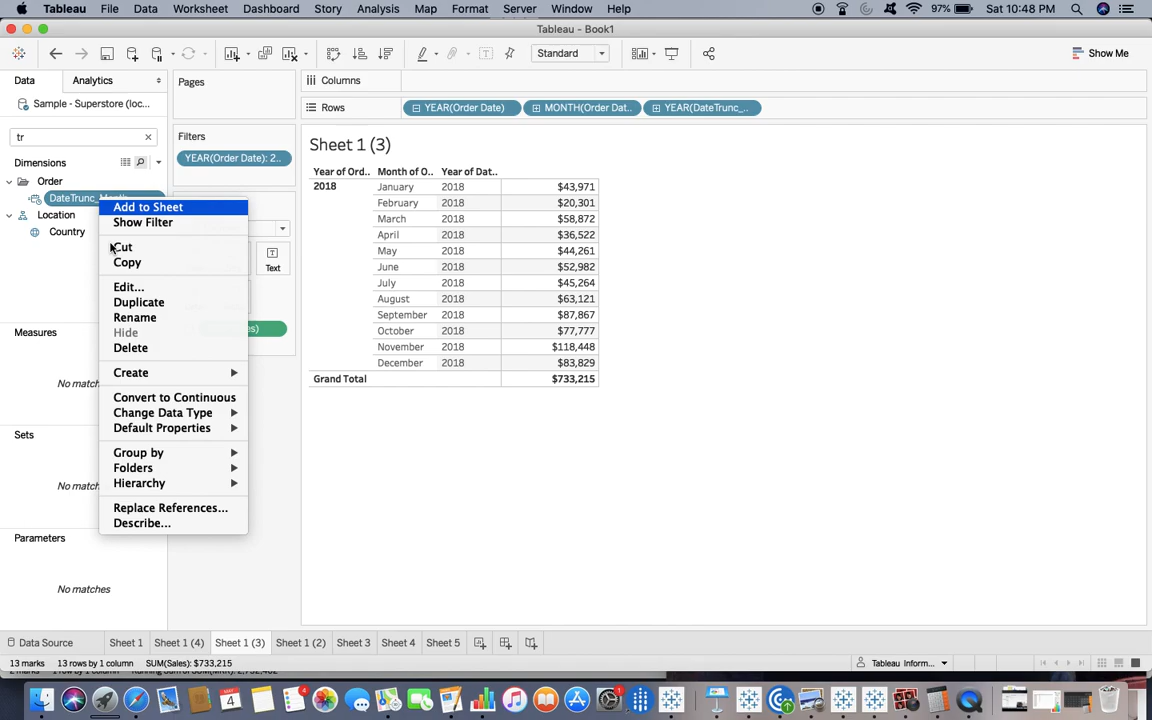 Tableau File Data Worksheet Dashboard Story Analysis Map Format Server Window Help 97% Sat 10:48 PM
Tableau - Book1
Standard Show Me
Data Analytics Pages Columns
Sample - Superstore (loc... Rows YEAR(Order Date) MONTH(Order Dat.. YEAR(DateTrunc_..
tr Filters
YEAR(Order Date): 2... Sheet 1 (3)
Dimensions
Order
DateTrunc_Month
Location
Country
Text
Add to Sheet
Show Filter
Cut
Copy
Edit...
Duplicate
Rename
Hide
Delete
Create
Convert to Continuous
Change Data Type
Default Properties
Group by
Folders
Hierarchy
Replace References...
Describe...
Year of Ord.. Month of O.. Year of Dat..
2018 January 2018 $43,971
February 2018 $20,301
March 2018 $58,872
April 2018 $36,522
May 2018 $44,261
June 2018 $52,982
July 2018 $45,264
August 2018 $63,121
September 2018 $87,867
October 2018 $77,777
November 2018 $118,448
December 2018 $83,829
Grand Total $733,215
Measures
No matc
Sets
No match
Parameters
No matches
Data Source Sheet 1 Sheet 1 (4) Sheet 1 (3) Sheet 1 (2) Sheet 3 Sheet 4 Sheet 5
13 marks 13 rows by 1 column SUM(Sales): $733,215 Tableau Inform...